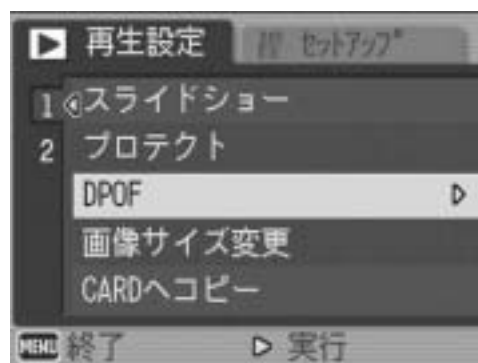 再生設定 セットアップ
1 スライドショー
2 プロテクト
DPOF
画像サイズ変更
CARDへコピー
MENU 終了 実行